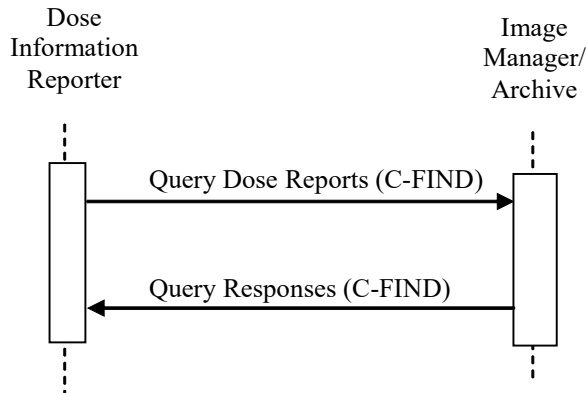 Dose
Information
Reporter
Image
Manager/
Archive
Query Dose Reports (C-FIND)
Query Responses (C-FIND)